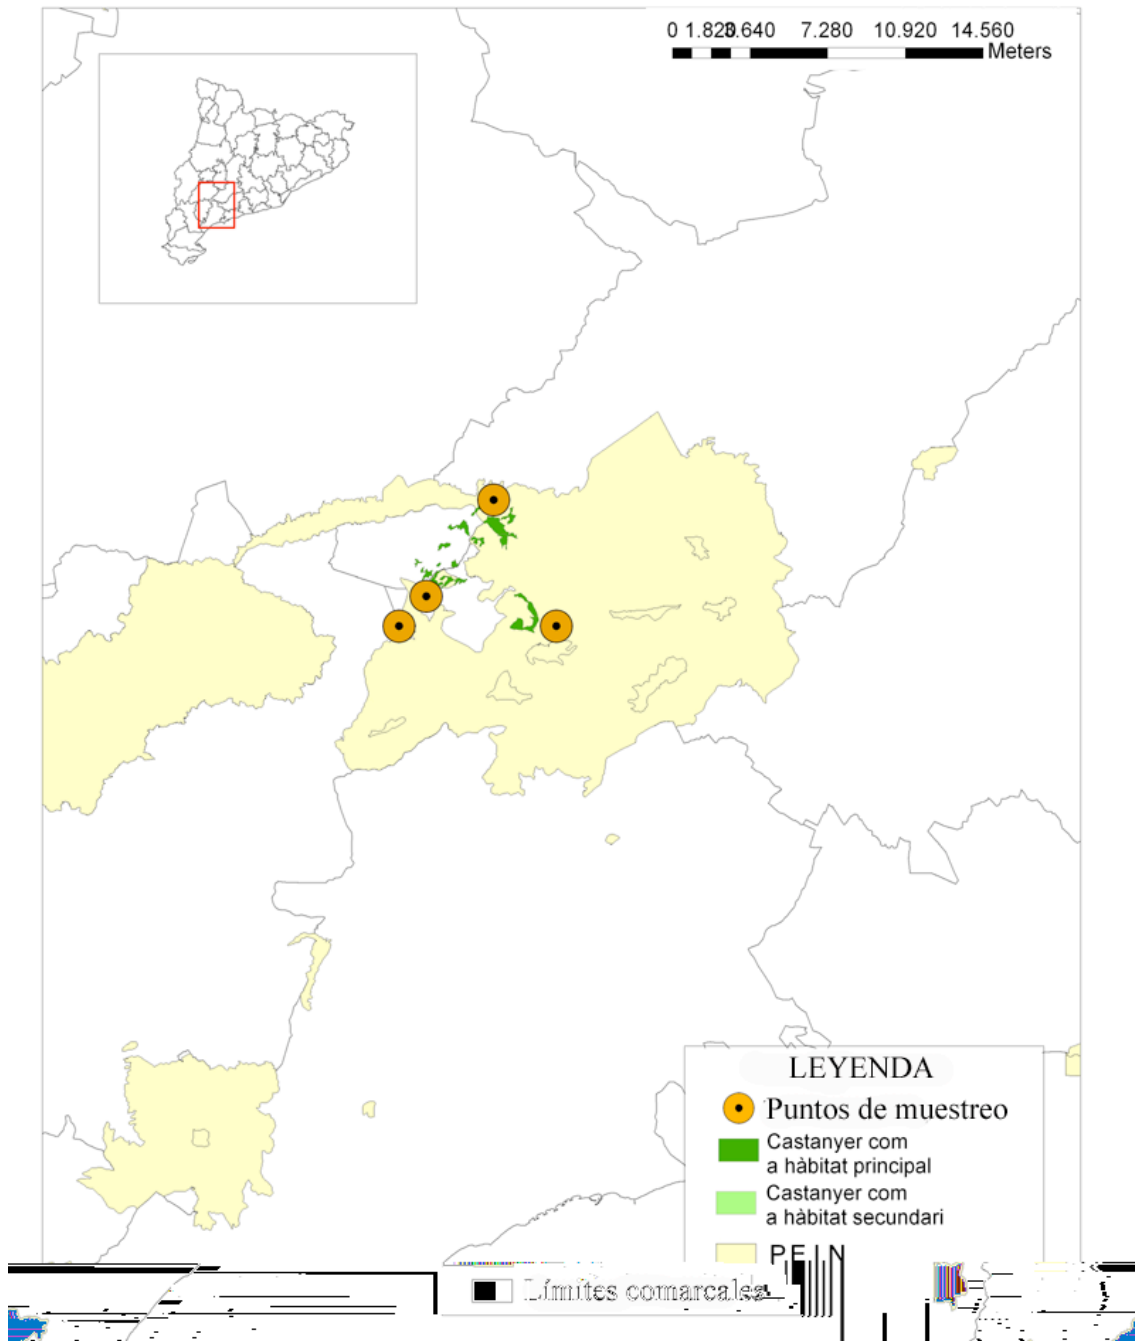 0 1.820 3.640 7.280 10.920 14.560
Meters
LEYENDA
Puntos de muestreo
Castanyer com
a hàbitat principal
Castanyer com
a hàbitat secundari
PEIN
Límites comarcales